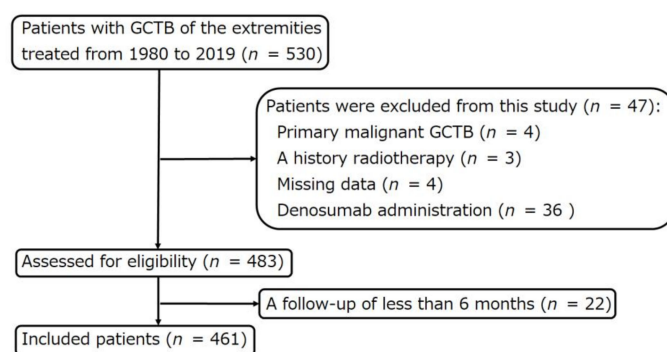 Patients with GCTB of the extremities
treated from 1980 to 2019 (n = 530)
Patients were excluded from this study (n = 47):
Primary malignant GCTB (n = 4)
A history radiotherapy (n = 3)
Missing data (n = 4)
Denosumab administration (n = 36 )
Assessed for eligibility (n = 483)
A follow-up of less than 6 months (n = 22)
Included patients (n = 461)